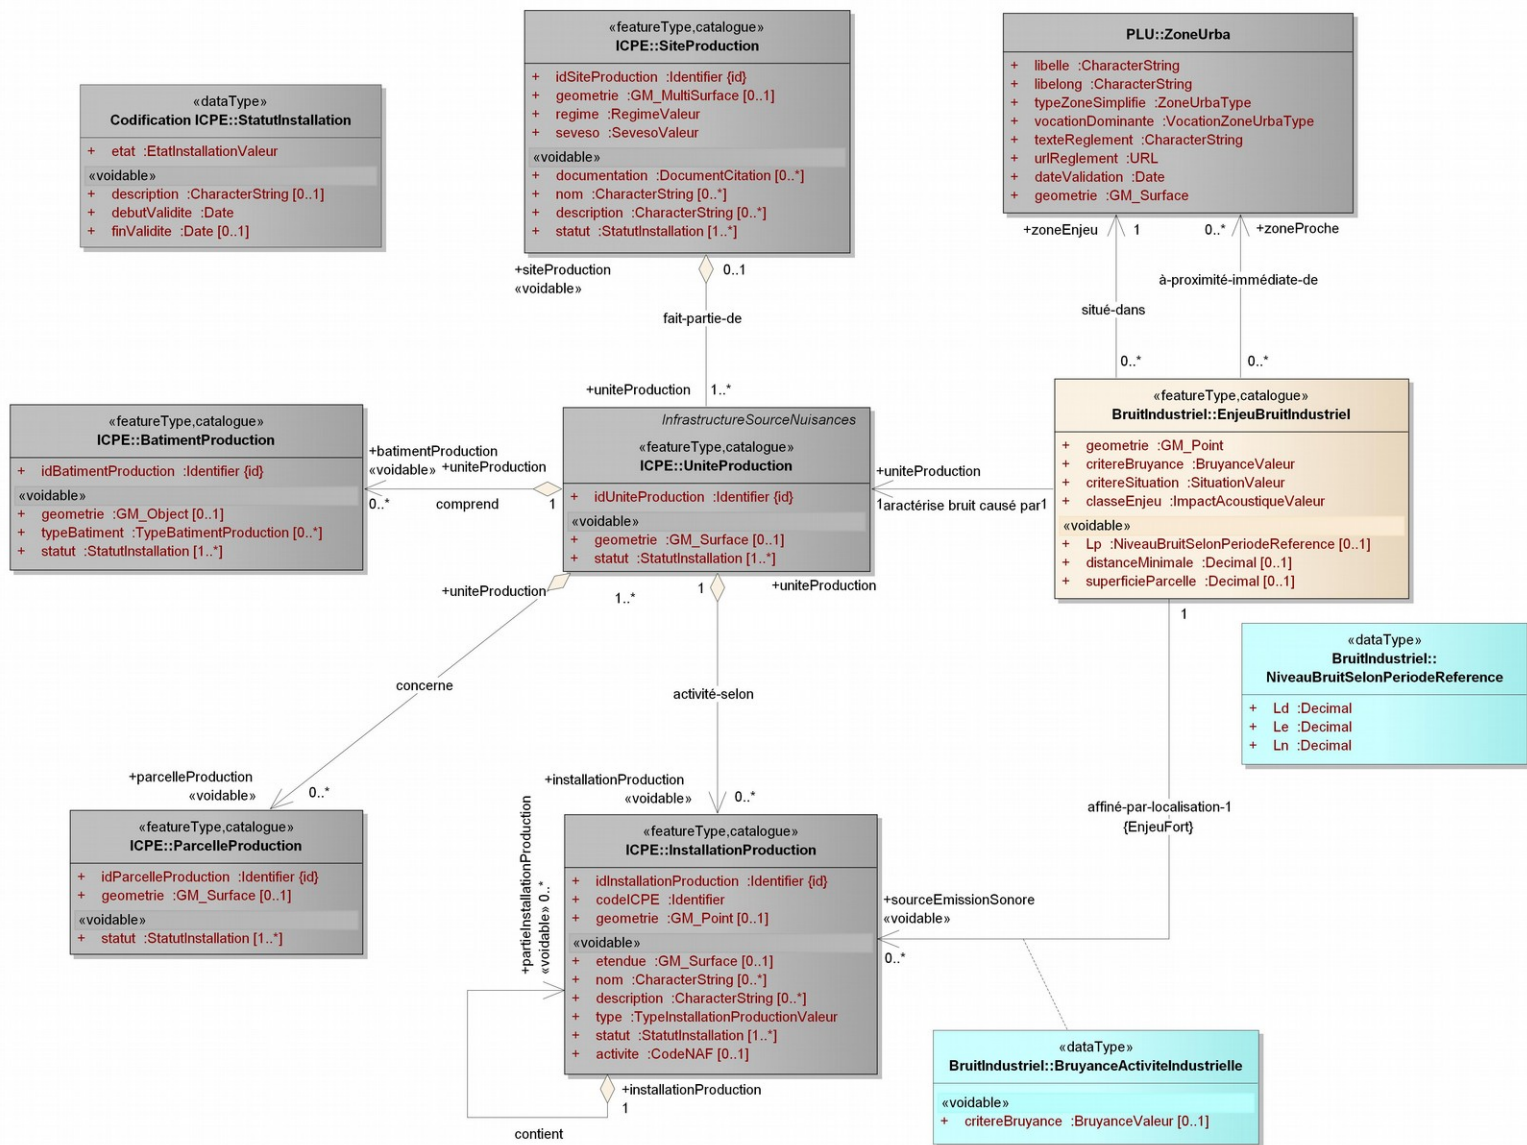 «featureType,catalogue»
ICPE::SiteProduction
+ idSiteProduction :Identifier {id}
+ geometrie :GM_MultiSurface [0..1]
+ regime :RegimeValeur
+ seveso :SevesoValeur
«voidable»
+ documentation :DocumentCitation [0..*]
+ nom :CharacterString [0..*]
+ description :CharacterString [0..*]
+ statut :StatutInstallation [1..*]
PLU::ZoneUrba
+ libelle :CharacterString
+ libelong :CharacterString
+ typeZoneSimplifie :ZoneUrbaType
+ vocationDominante :VocationZoneUrbaType
+ texteReglement :CharacterString
+ urlReglement :URL
+ dateValidation :Date
+ geometrie :GM_Surface
«dataType»
Codification ICPE::StatutInstallation
+ etat :EtatInstallationValeur
«voidable»
+ description :CharacterString [0..1]
+ debutValidite :Date
+ finValidite :Date [0..1]
+siteProduction
«voidable»
0..1
fait-partie-de
+uniteProduction
1..*
+zoneEnjeu
1
0..*
+zoneProche
à-proximité-immédiate-de
situé-dans
0..*
0..*
«featureType,catalogue»
ICPE::BatimentProduction
+ idBatimentProduction :Identifier {id}
«voidable»
+ geometrie :GM_Object [0..1]
+ typeBatiment :TypeBatimentProduction [0..*]
+ statut :StatutInstallation [1..*]
+batimentProduction
«voidable»
+uniteProduction
0..*
comprend
1
InfrastructureSourceNuisances
«featureType,catalogue»
ICPE::UniteProduction
+ idUniteProduction :Identifier {id}
«voidable»
+ geometrie :GM_Surface [0..1]
+ statut :StatutInstallation [1..*]
+uniteProduction
1
aractérise bruit causé par
1
«featureType,catalogue»
BruitIndustriel::EnjeuBruitIndustriel
+ geometrie :GM_Point
+ critereBruyance :BruyanceValeur
+ critereSituation :SituationValeur
+ classeEnjeu :ImpactAcoustiqueValeur
«voidable»
+ Lp :NiveauBruitSelonPeriodeReference [0..1]
+ distanceMinimale :Decimal [0..1]
+ superficieParcelle :Decimal [0..1]
+uniteProduction
1..*
1
+uniteProduction
concerne
activité-selon
1
«dataType»
BruitIndustriel::
NiveauBruitSelonPeriodeReference
+ Ld :Decimal
+ Le :Decimal
+ Ln :Decimal
+parcelleProduction
«voidable»
0..*
+installationProduction
«voidable»
0..*
affiné-par-localisation-1
{EnjeuFort}
«featureType,catalogue»
ICPE::ParcelleProduction
+ idParcelleProduction :Identifier {id}
+ geometrie :GM_Surface [0..1]
«voidable»
+ statut :StatutInstallation [1..*]
+partieInstallationProduction
«voidable» 0..*
«featureType,catalogue»
ICPE::InstallationProduction
+ idInstallationProduction :Identifier {id}
+ codeICPE :Identifier
+ geometrie :GM_Point [0..1]
«voidable»
+ etendue :GM_Surface [0..1]
+ nom :CharacterString [0..*]
+ description :CharacterString [0..*]
+ type :TypeInstallationProductionValeur
+ statut :StatutInstallation [1..*]
+ activite :CodeNAF [0..1]
+sourceEmissionSonore
«voidable»
0..*
«dataType»
BruitIndustriel::BruyanceActiviteIndustrielle
«voidable»
+ critereBruyance :BruyanceValeur [0..1]
+installationProduction
1
contient